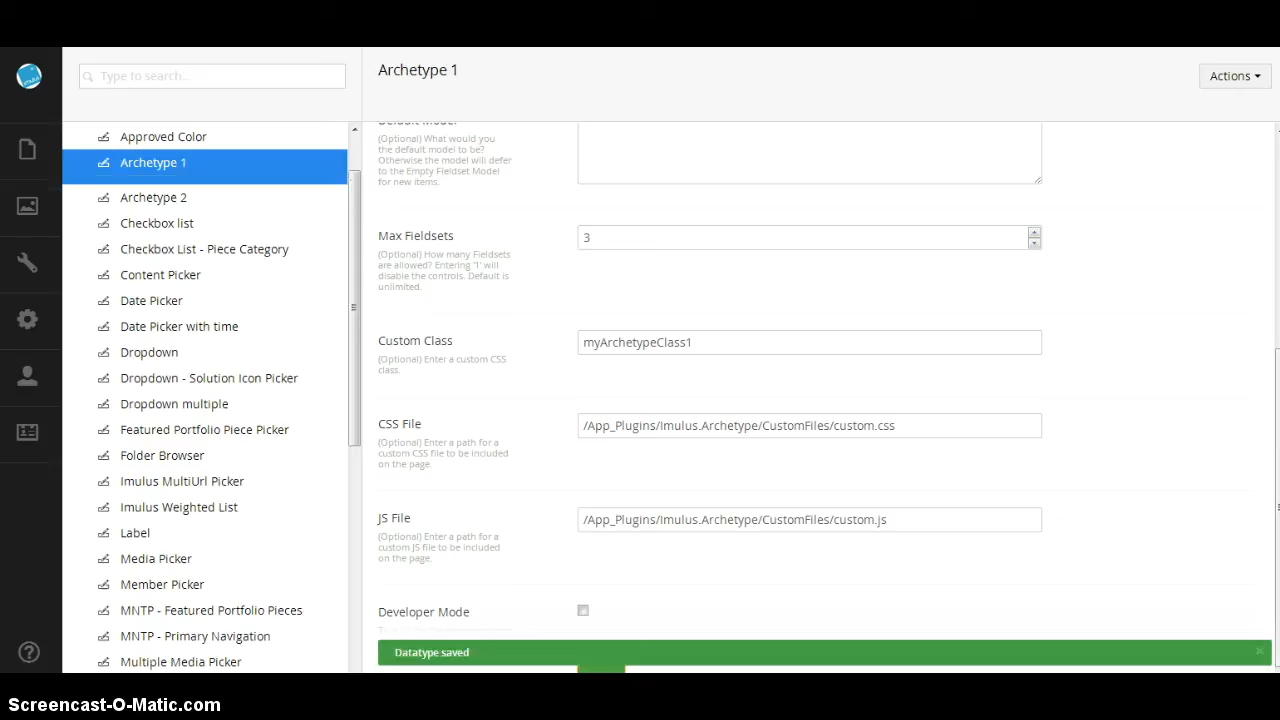 Type to search...
Archetype 1
Actions
Approved Color
Archetype 1
Archetype 2
Checkbox list
Checkbox List - Piece Category
Content Picker
Date Picker
Date Picker with time
Dropdown
Dropdown - Solution Icon Picker
Dropdown multiple
Featured Portfolio Piece Picker
Folder Browser
Imulus MultiUrl Picker
Imulus Weighted List
Label
Media Picker
Member Picker
MNTP - Featured Portfolio Pieces
MNTP - Primary Navigation
Multiple Media Picker
Default Model
(Optional) What would you
the default model to be?
Otherwise the model will defer
to the Empty Fieldset Model
for new items.
Max Fieldsets
(Optional) How many Fieldsets
are allowed? Entering '1' will
disable the controls. Default is
unlimited.
3
Custom Class
(Optional) Enter a custom CSS
class.
myArchetypeClass1
CSS File
(Optional) Enter a path for a
custom CSS file to be included
on the page.
/App_Plugins/Imulus.Archetype/CustomFiles/custom.css
JS File
(Optional) Enter a path for a
custom JS file to be included
on the page.
/App_Plugins/Imulus.Archetype/CustomFiles/custom.js
Developer Mode
Datatype saved
Screencast-O-Matic.com